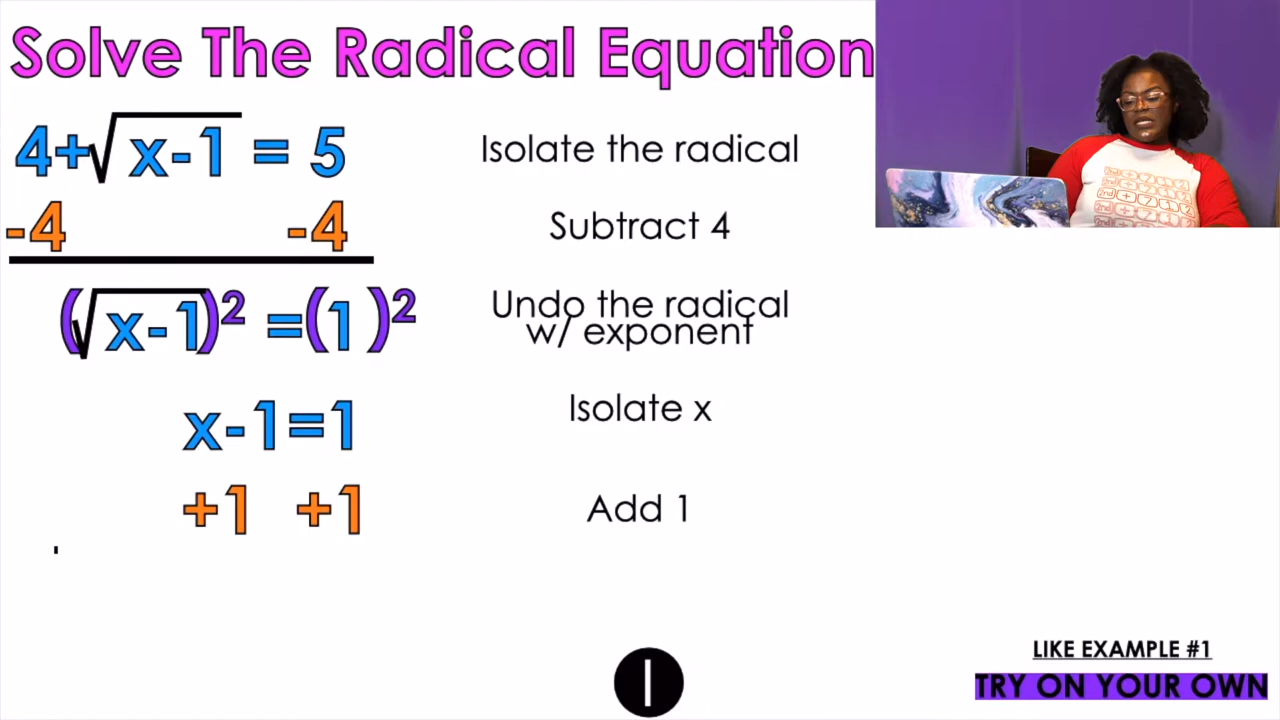 Solve The Radical Equation
4+√x-1 = 5
Isolate the radical
-4 -4
Subtract 4
(√x-1)² =(1 )²
Undo the radical
w/ exponent
x-1=1
Isolate x
+1 +1
Add 1
LIKE EXAMPLE #1
TRY ON YOUR OWN